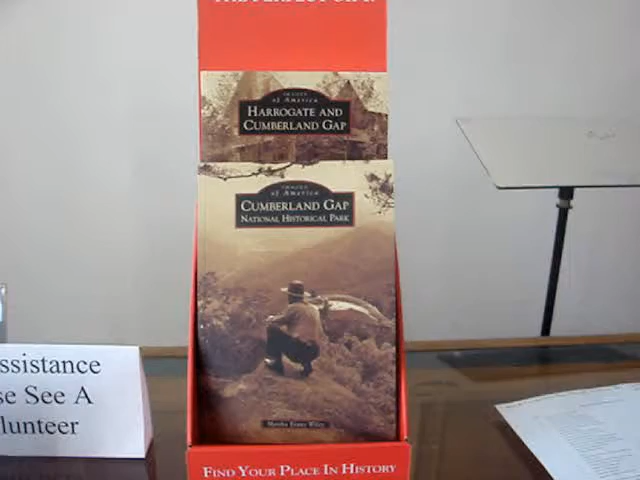 IMAGES
of America
HARROGATE AND
CUMBERLAND GAP
IMAGES
of America
CUMBERLAND GAP
NATIONAL HISTORICAL PARK
Martha Evans Wiley
FIND YOUR PLACE IN HISTORY
ssistance
se See A
lunteer